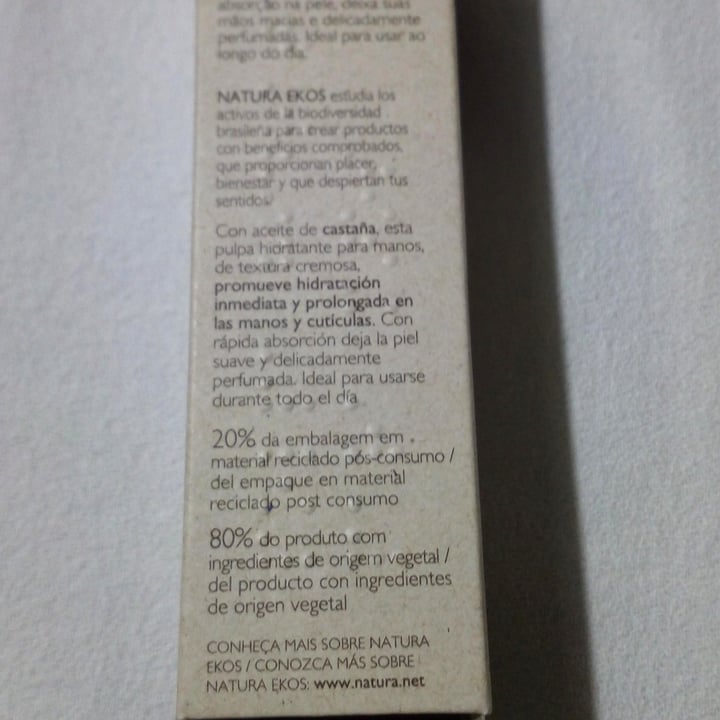 absorção na pele, deixa suas
mãos macias e delicadamente
perfumadas. Ideal para usar ao
longo do dia.
NATURA EKOS estudia los
activos de la biodiversidad
brasileña para crear productos
con beneficios comprobados,
que proporcionan placer,
bienestar y que despiertan tus
sentidos.
Con aceite de castaña, esta
pulpa hidratante para manos,
de textura cremosa,
promueve hidratación
inmediata y prolongada en
las manos y cutículas. Con
rápida absorción deja la piel
suave y delicadamente
perfumada. Ideal para usarse
durante todo el día
20% da embalagem em
material reciclado pós-consumo /
del empaque en material
reciclado post consumo
80% do produto com
ingredientes de origem vegetal /
del producto con ingredientes
de origen vegetal
CONHEÇA MAIS SOBRE NATURA
EKOS / CONOZCA MÁS SOBRE
NATURA EKOS: www.natura.net